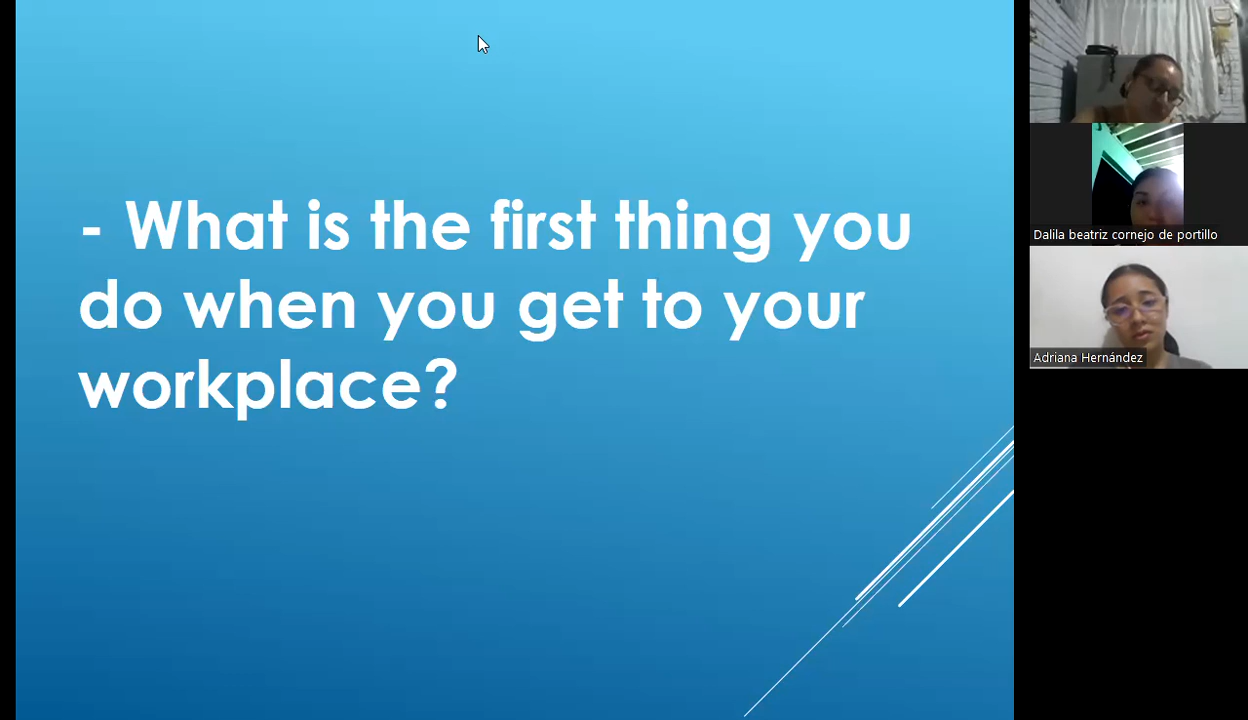 - What is the first thing you
do when you get to your
workplace?
Dalila beatriz cornejo de portillo
Adriana Hernández